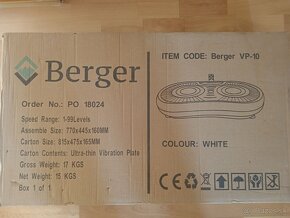 Berger
Order No.: PO 18024
Speed Range: 1-99Levels
Assemble Size: 770x445x160MM
Carton Size: 815x475x165MM
Carton Contents: Ultra-thin Vibration Plate
Gross Weight: 17 KGS
Net Weight: 15 KGS
Box 1 of 1
ITEM CODE: Berger VP-10
COLOUR: WHITE